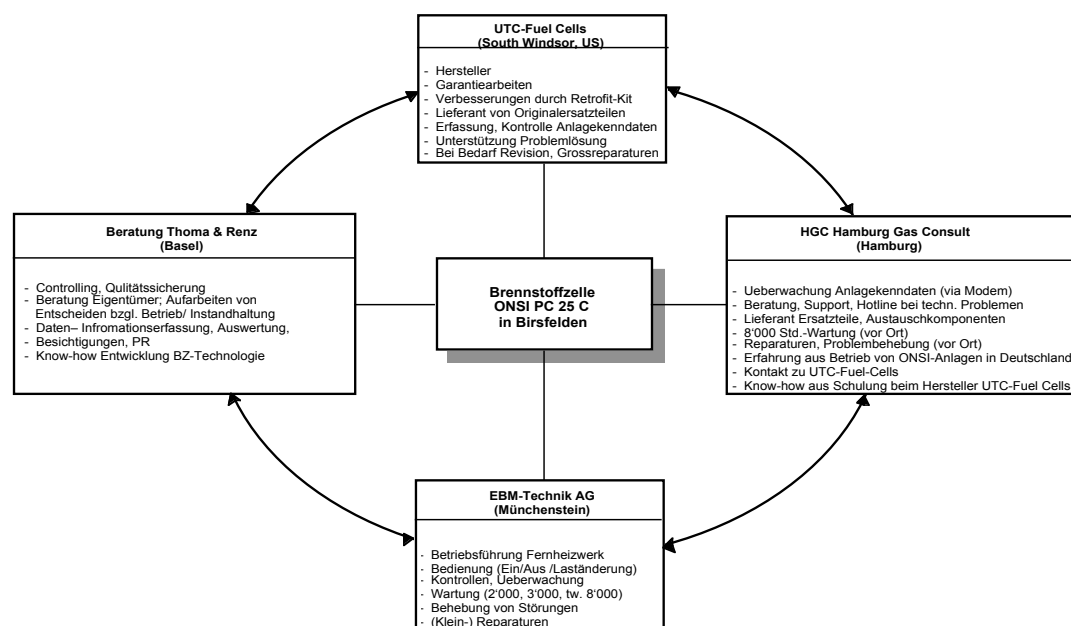 UTC-Fuel Cells
(South Windsor, US)
- Hersteller
- Garantiearbeiten
- Verbesserungen durch Retrofit-Kit
- Lieferant von Originalersatzteilen
- Erfassung, Kontrolle Anlagekenndaten
- Unterstützung Problemlösung
- Bei Bedarf Revision, Grossreparaturen
Beratung Thoma & Renz
(Basel)
- Controlling, Qulitätssicherung
- Beratung Eigentümer; Aufarbeiten von
Entscheiden bzgl. Betrieb/ Instandhaltung
- Daten– Infromationserfassung, Auswertung,
- Besichtigungen, PR
- Know-how Entwicklung BZ-Technologie
Brennstoffzelle
ONSI PC 25 C
in Birsfelden
HGC Hamburg Gas Consult
(Hamburg)
- Ueberwachung Anlagekenndaten (via Modem)
- Beratung, Support, Hotline bei techn. Problemen
- Lieferant Ersatzteile, Austauschkomponenten
- 8‘000 Std.-Wartung (vor Ort)
- Reparaturen, Problembehebung (vor Ort)
- Erfahrung aus Betrieb von ONSI-Anlagen in Deutschland
- Kontakt zu UTC-Fuel-Cells
- Know-how aus Schulung beim Hersteller UTC-Fuel Cells
EBM-Technik AG
(Münchenstein)
- Betriebsführung Fernheizwerk
- Bedienung (Ein/Aus /Laständerung)
- Kontrollen, Ueberwachung
- Wartung (2‘000, 3‘000, tw. 8‘000)
- Behebung von Störungen
- (Klein-) Reparaturen